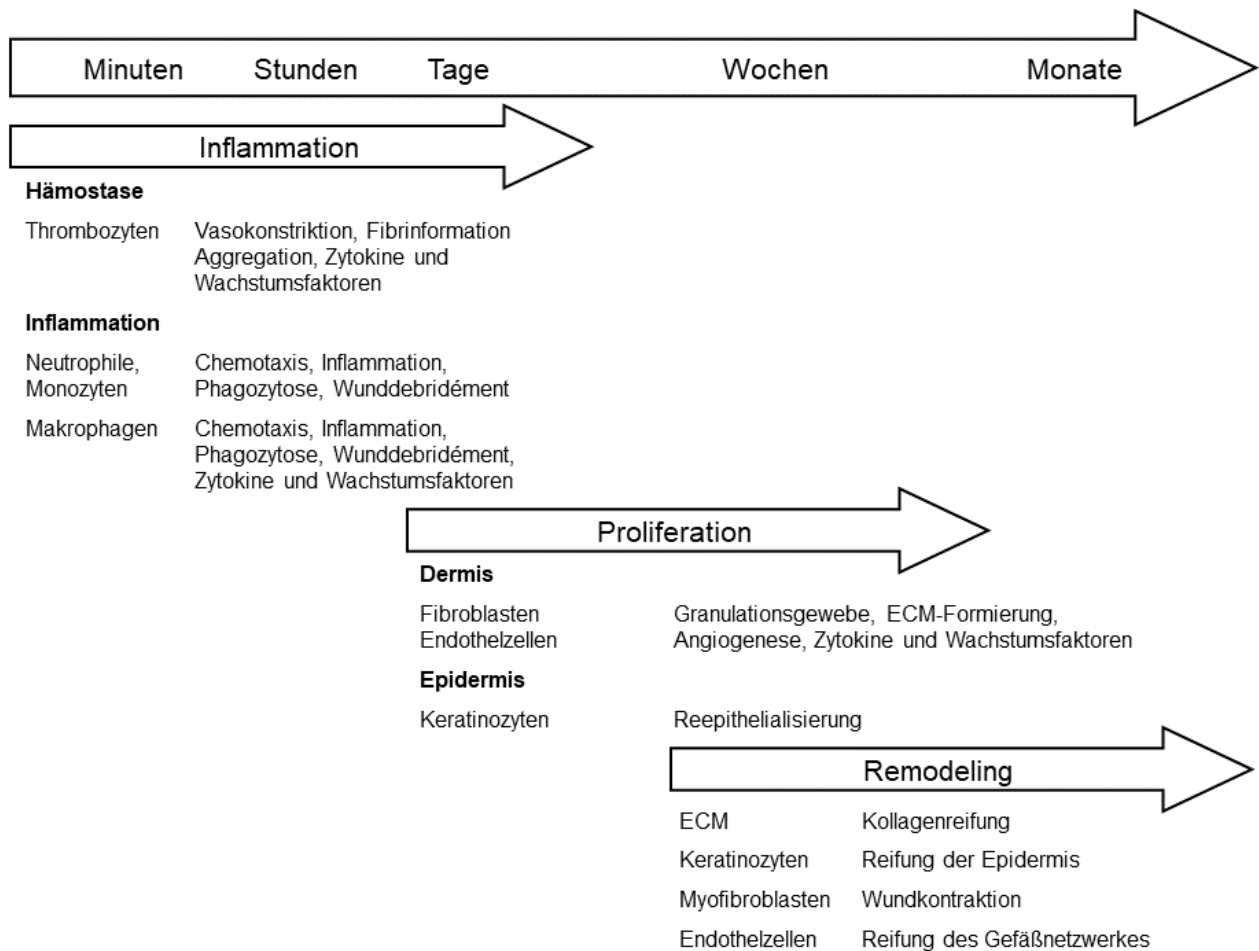 Minuten Stunden Tage Wochen Monate
Inflammation
Hämostase
Thrombozyten Vasokonstriktion, Fibrinformation
Aggregation, Zytokine und
Wachstumsfaktoren
Inflammation
Neutrophile, Chemotaxis, Inflammation,
Monozyten Phagozytose, Wunddebridément
Makrophagen Chemotaxis, Inflammation,
Phagozytose, Wunddebridément,
Zytokine und Wachstumsfaktoren
Proliferation
Dermis
Fibroblasten Granulationsgewebe, ECM-Formierung,
Endothelzellen Angiogenese, Zytokine und Wachstumsfaktoren
Epidermis
Keratinozyten Reepithelialisierung
Remodeling
ECM Kollagenreifung
Keratinozyten Reifung der Epidermis
Myofibroblasten Wundkontraktion
Endothelzellen Reifung des Gefäßnetzwerkes